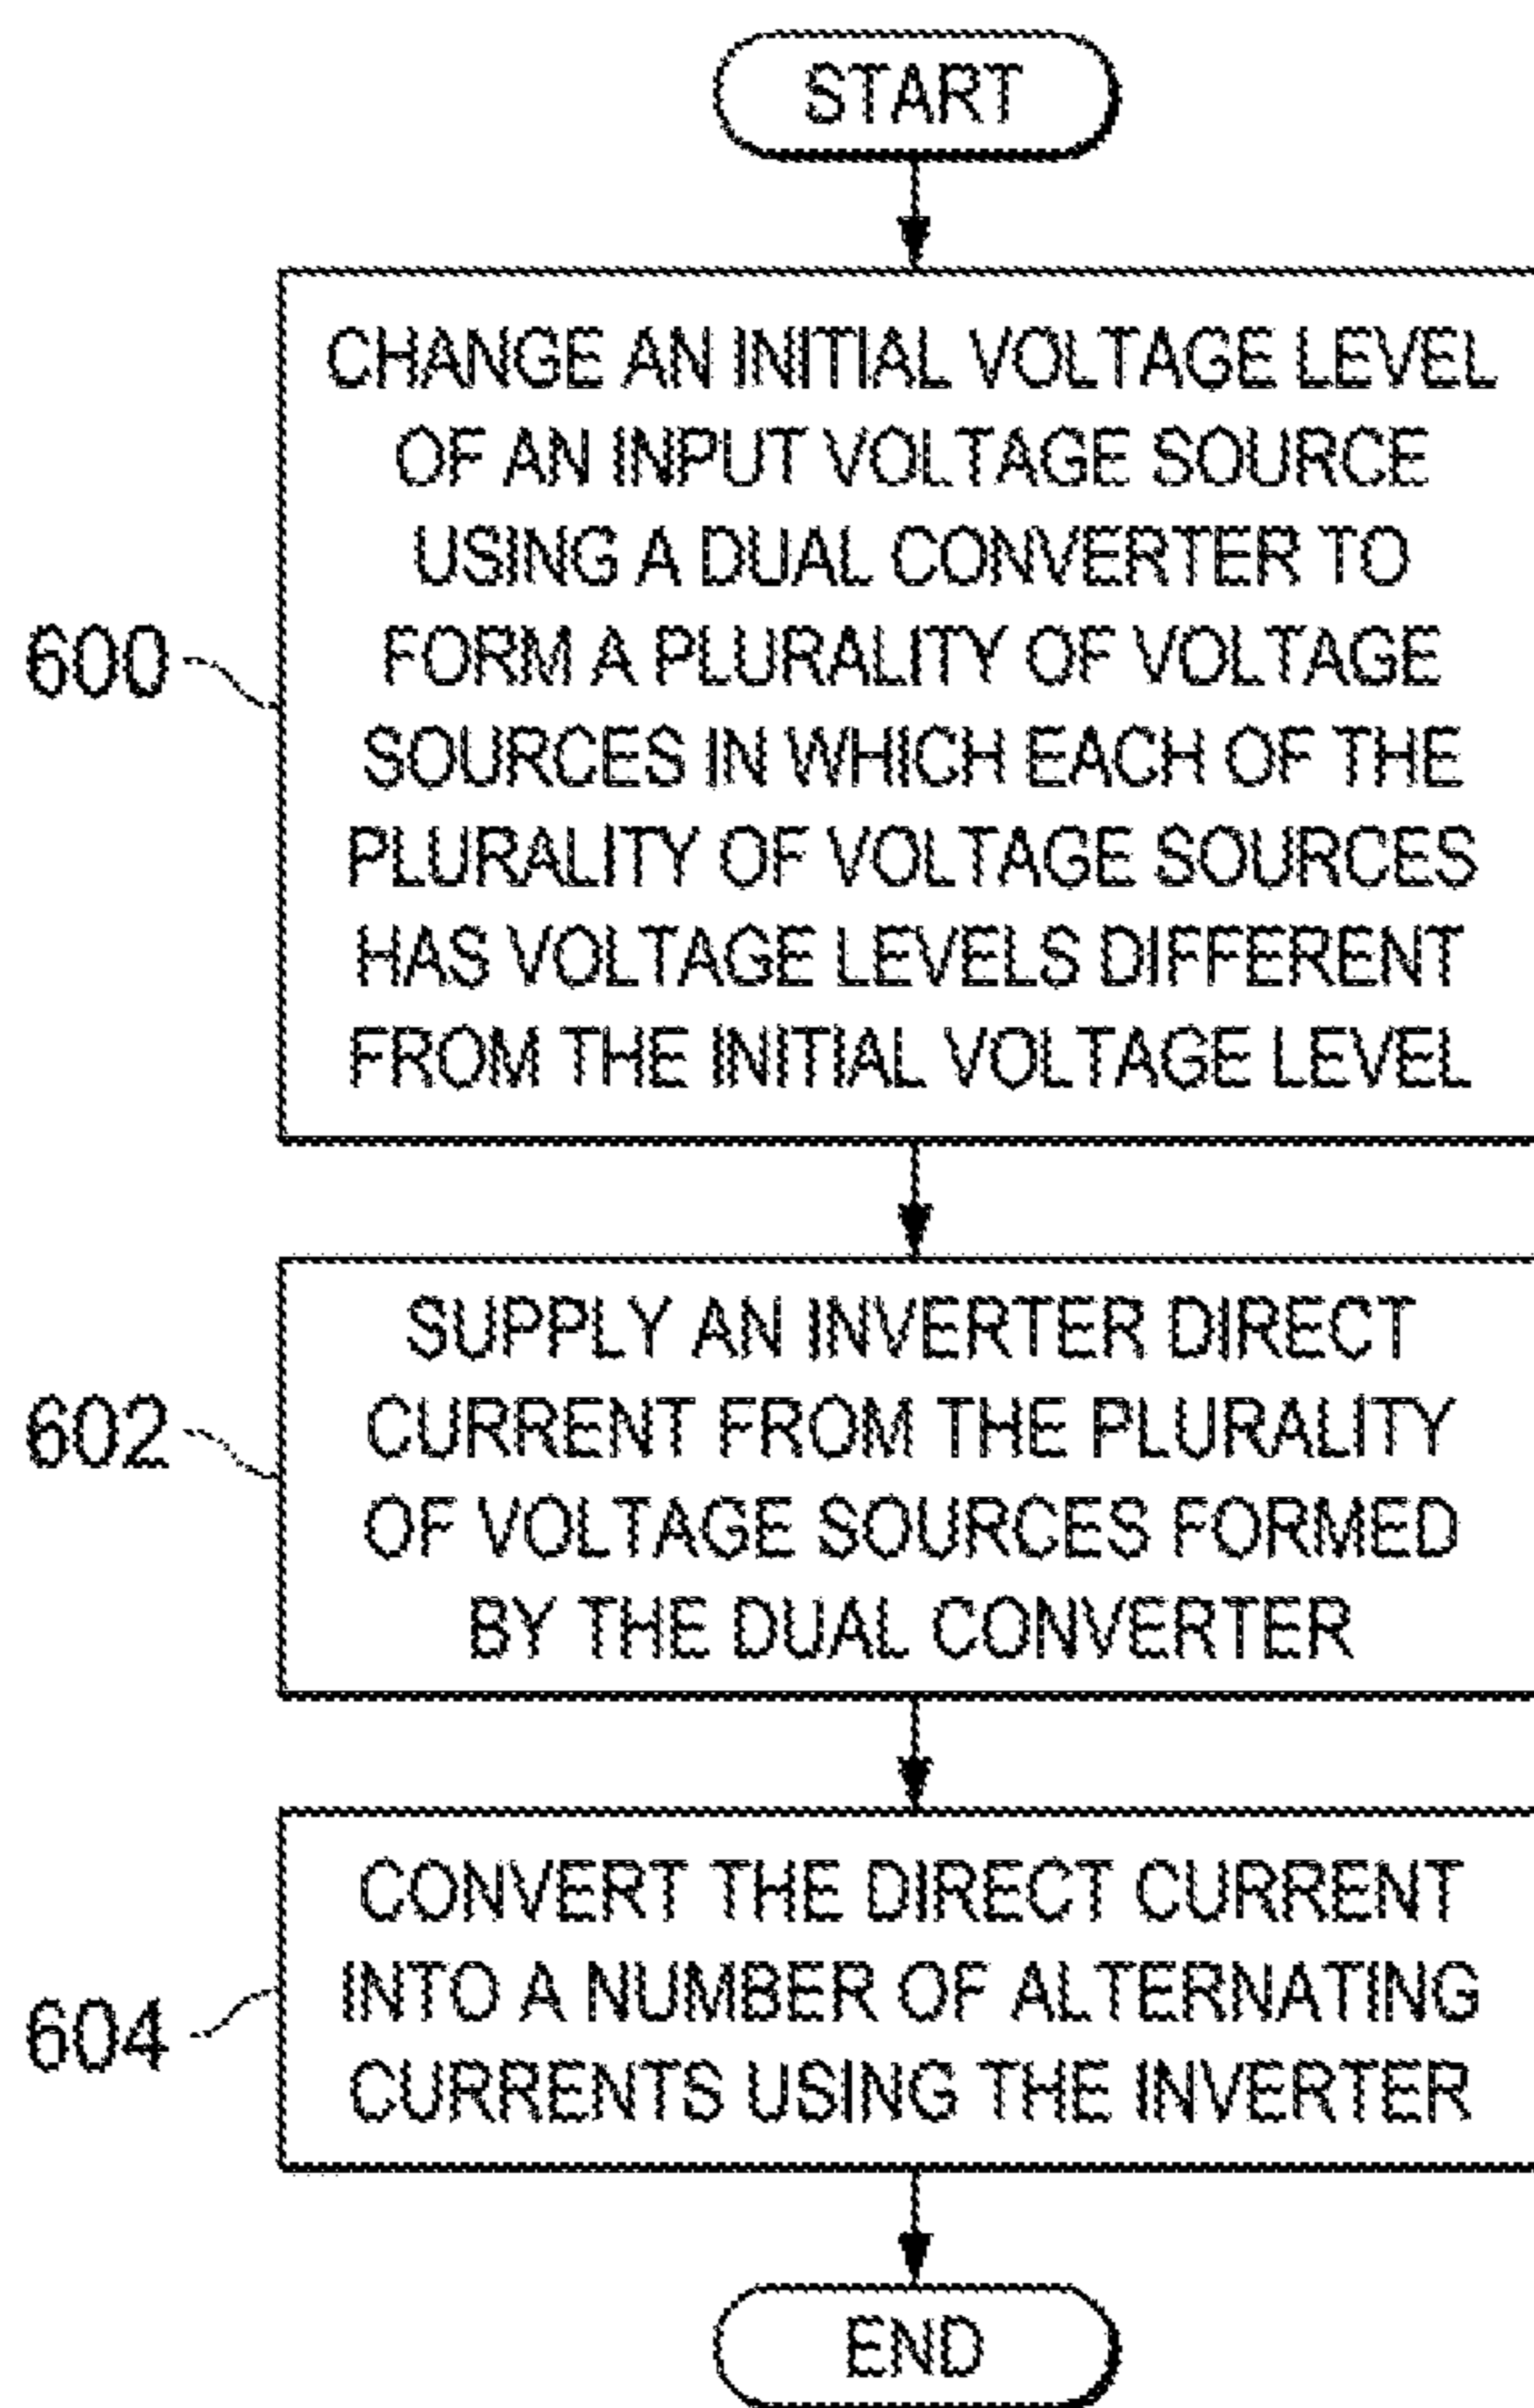 START
CHANGE AN INITIAL VOLTAGE LEVEL
OF AN INPUT VOLTAGE SOURCE
USING A DUAL CONVERTER TO
FORM A PLURALITY OF VOLTAGE
SOURCES IN WHICH EACH OF THE
PLURALITY OF VOLTAGE SOURCES
HAS VOLTAGE LEVELS DIFFERENT
FROM THE INITIAL VOLTAGE LEVEL
600
SUPPLY AN INVERTER DIRECT
CURRENT FROM THE PLURALITY
OF VOLTAGE SOURCES FORMED
BY THE DUAL CONVERTER
602
CONVERT THE DIRECT CURRENT
INTO A NUMBER OF ALTERNATING
CURRENTS USING THE INVERTER
604
END